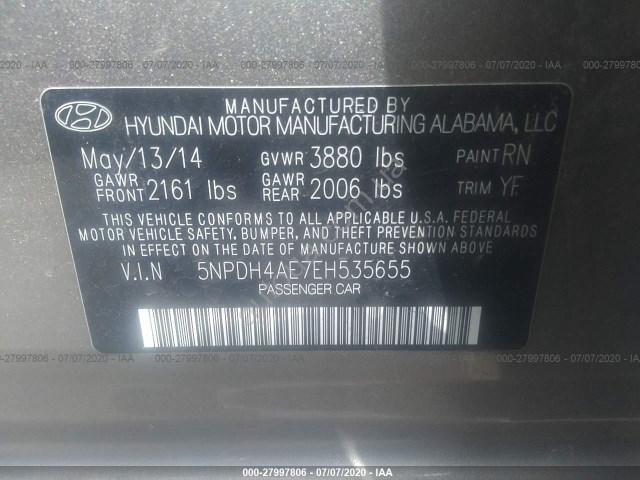 000-27997806 · 07/07/2020 - IAA
MANUFACTURED BY
HYUNDAI MOTOR MANUFACTURING ALABAMA, LLC
May/13/14 GVWR 3880 lbs PAINT RN
GAWR FRONT 2161 lbs GAWR REAR 2006 lbs TRIM YF
THIS VEHICLE CONFORMS TO ALL APPLICABLE U.S.A. FEDERAL
MOTOR VEHICLE SAFETY, BUMPER, AND THEFT PREVENTION
STANDARDS IN EFFECT ON THE DATE OF MANUFACTURE SHOWN ABOVE
V.I.N 5NPDH4AE7EH535655
PASSENGER CAR
000-27997806 · 07/07/2020 - IAA
000-27997806 · 07/07/2020 - IAA